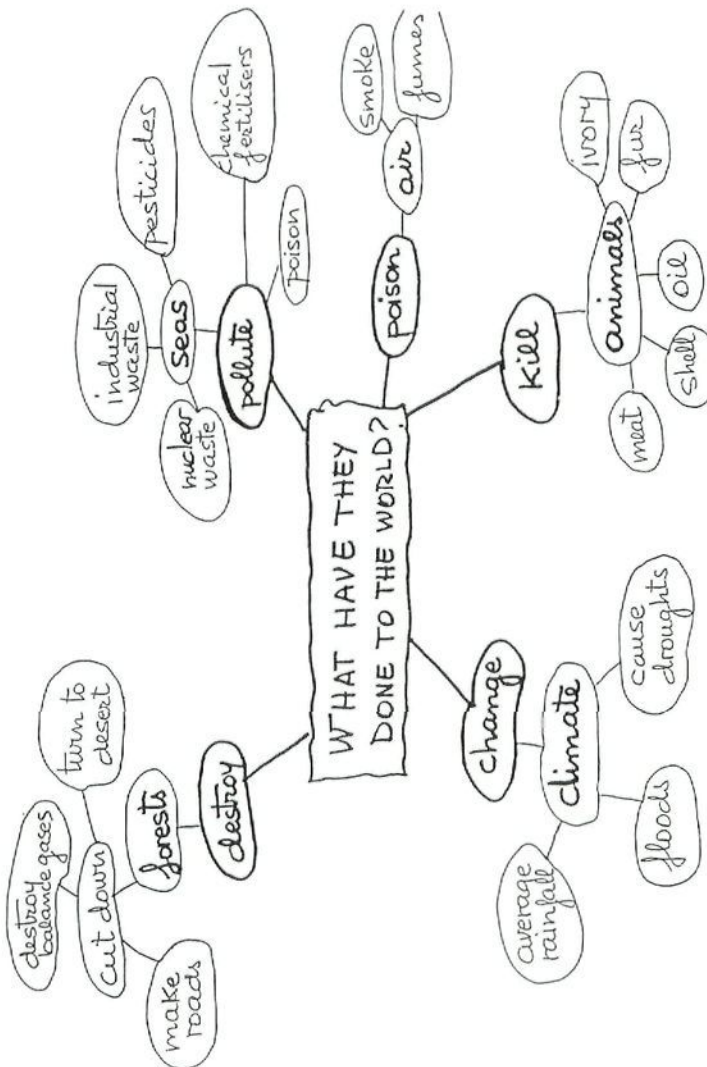 WHAT HAVE THEY
DONE TO THE WORLD?
destroy
forests
cut down
destroy
balance gases
turn to
desert
make
roads
pollute
seas
nuclear
waste
industrial
waste
pesticides
chemical
fertilisers
poison
poison
air
smoke
fumes
kill
animals
ivory
fur
oil
shell
meat
change
climate
average
rainfall
floods
cause
droughts